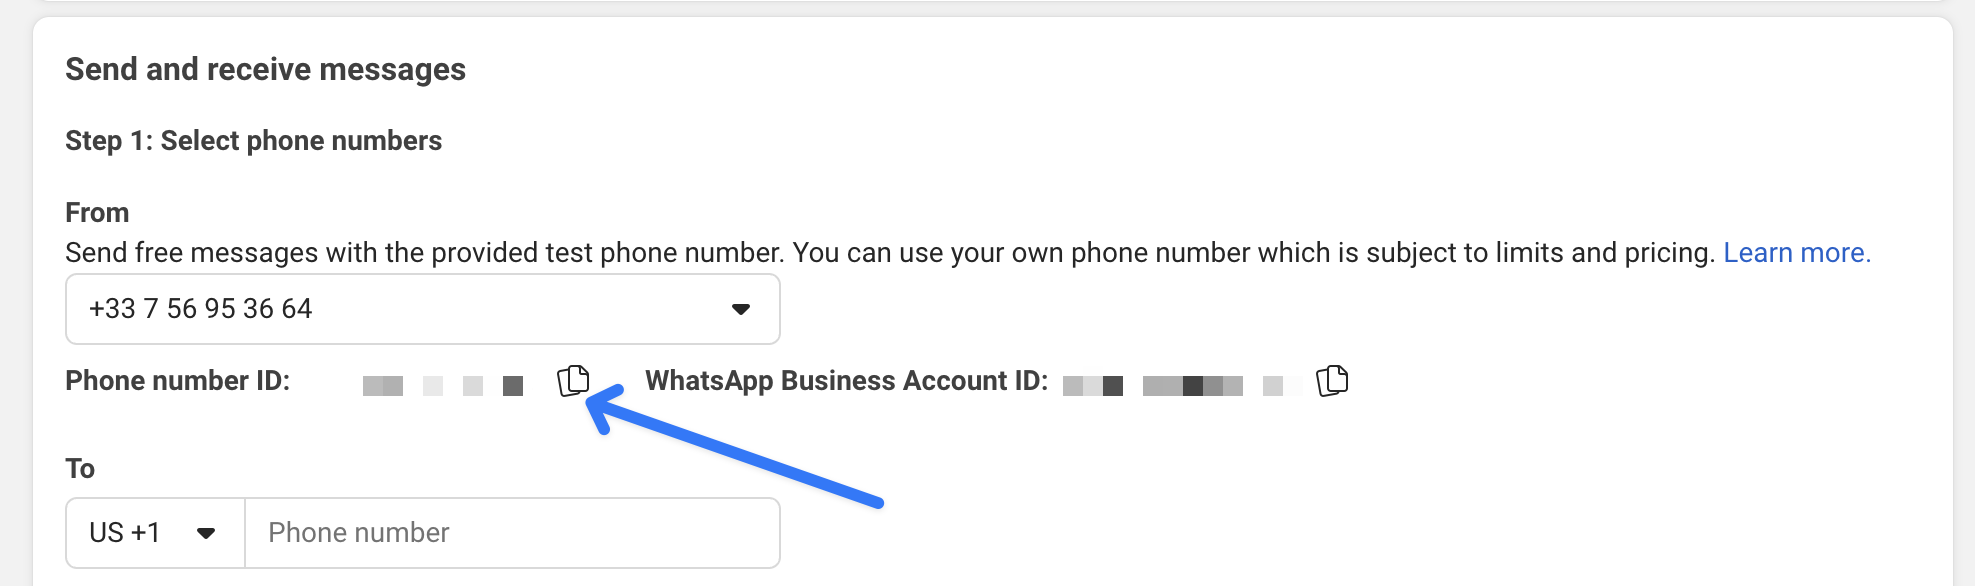 Send and receive messages
Step 1: Select phone numbers
From
Send free messages with the provided test phone number. You can use your own phone number which is subject to limits and pricing. Learn more.
+33 7 56 95 36 64
Phone number ID: WhatsApp Business Account ID:
To
US +1 Phone number